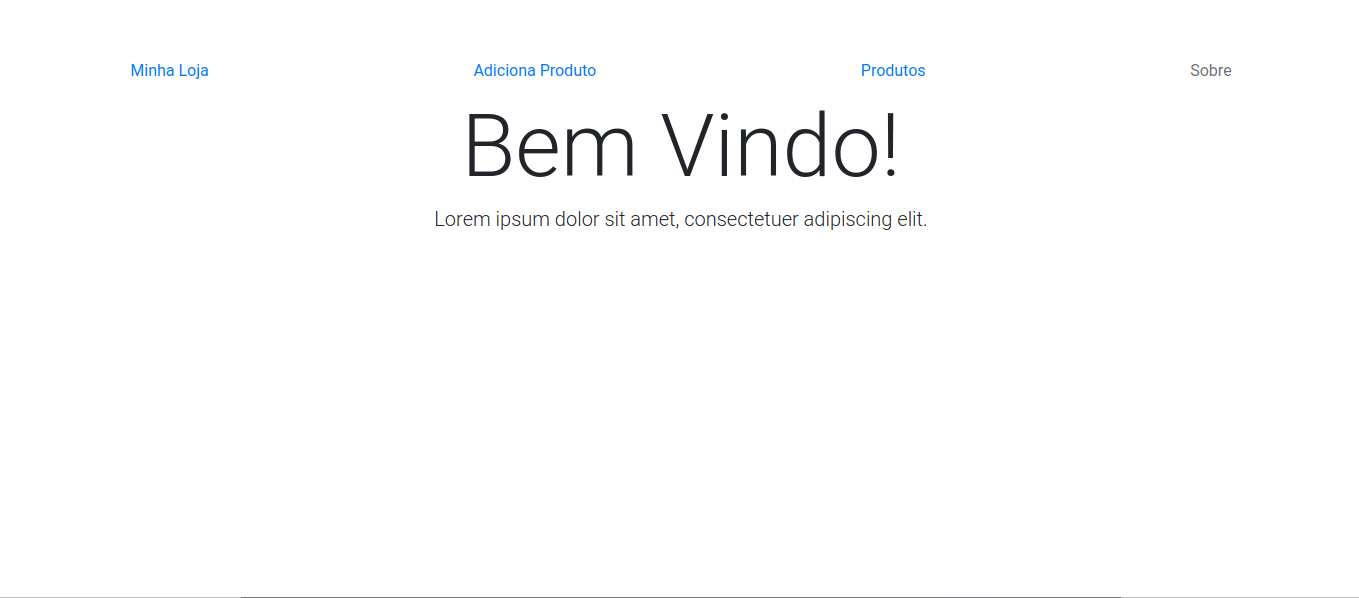 Minha Loja Adiciona Produto Produtos Sobre
Bem Vindo!
Lorem ipsum dolor sit amet, consectetuer adipiscing elit.